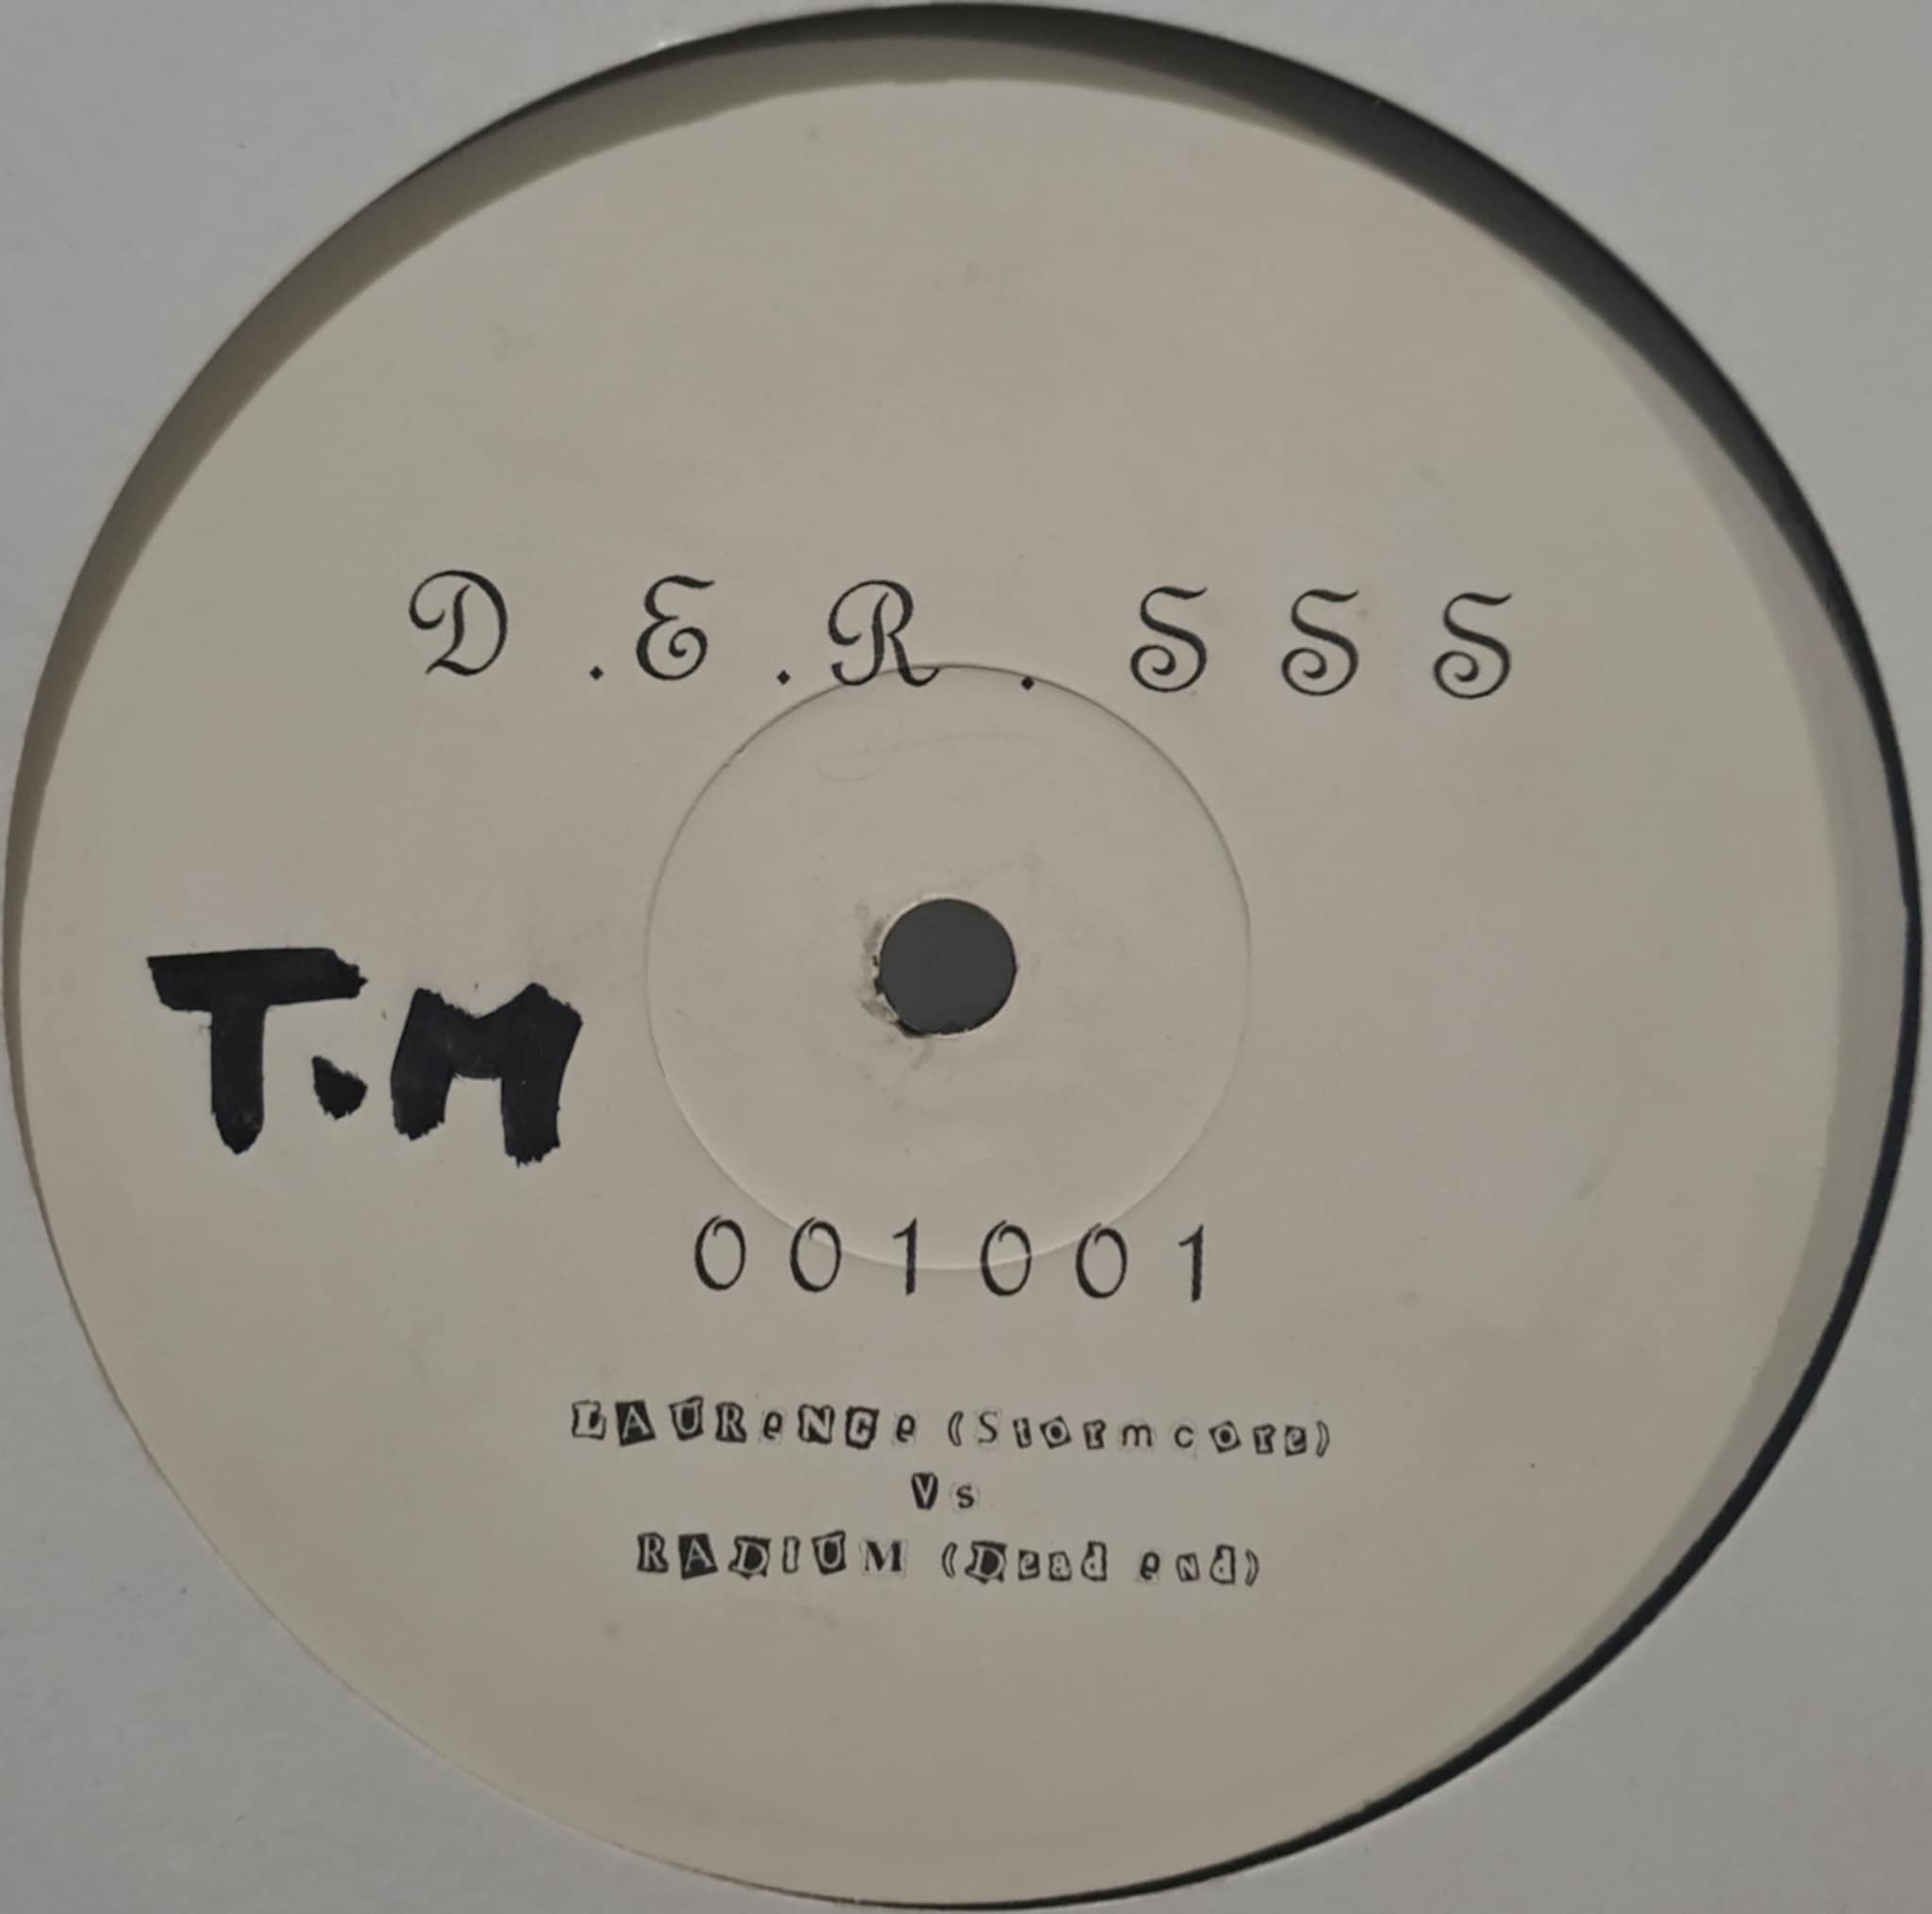 D.E.R. SSS
T.M
001001
LAURENCE (Stormcore)
Vs
RADIUM (Dead end)